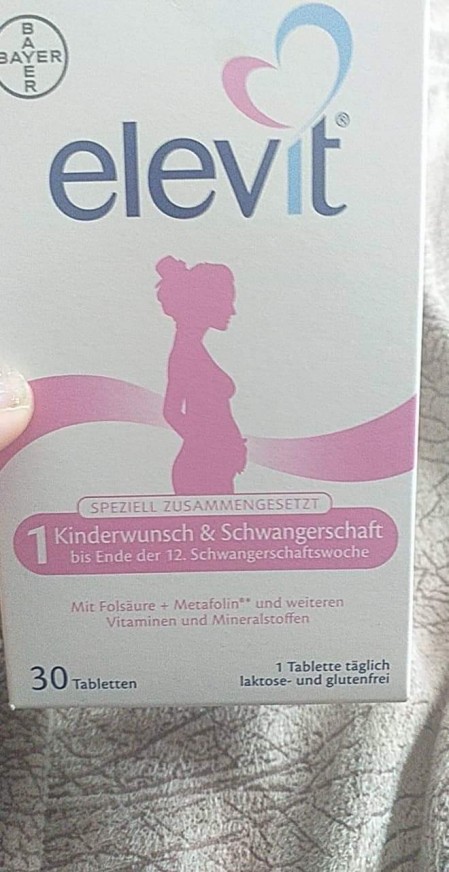 BAYER
BAYER
elevit®
SPEZIELL ZUSAMMENGESETZT
1 Kinderwunsch & Schwangerschaft
bis Ende der 12. Schwangerschaftswoche
Mit Folsäure + Metafolin®* und weiteren
Vitaminen und Mineralstoffen
30 Tabletten
1 Tablette täglich
laktose- und glutenfrei